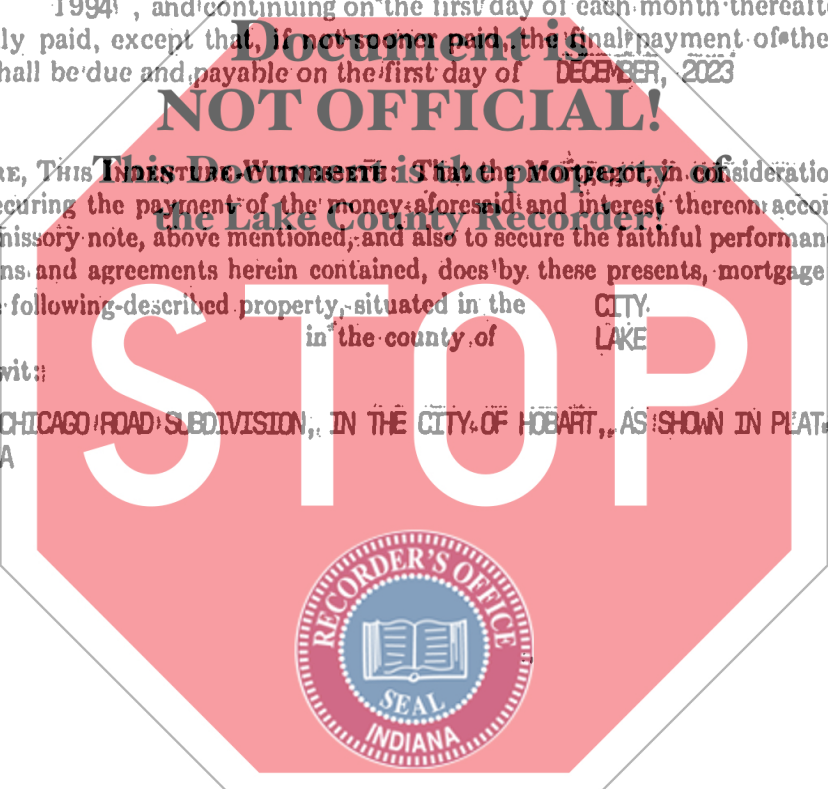 1994 , and continuing on the first day of each month thereaft
ly paid, except that, if not sooner paid, the final payment of the
Document is
hall be due and payable on the first day of DECEMBER, 2023
NOT OFFICIAL!
RE, THIS INDENTURE WITNESSETH: That the Mortgagor, in consideratio
This Document is the property of
ecuring the payment of the money aforesaid and interest thereon accor
the Lake County Recorder!
missory note, above mentioned, and also to secure the faithful performan
ns and agreements herein contained, does by these presents, mortgage
e following-described property, situated in the CITY
in the county of LAKE
wit:
STOP
CHICAGO ROAD SUBDIVISION, IN THE CITY OF HOBART, AS SHOWN IN PLAT
A
RECORDER'S OFFICE
SEAL
INDIANA